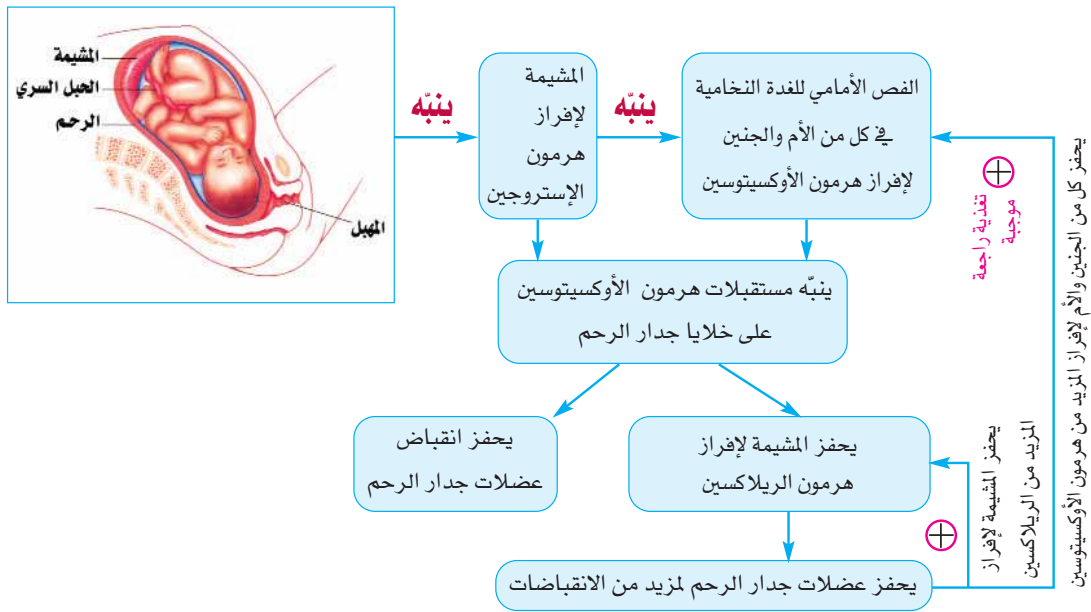 المشيمة
الحبل السري
الرحم
المهبل
ينبّه
المشيمة
لإفراز
هرمون
الإستروجين
ينبّه
الفص الأمامي للغدة النخامية
في كل من الأم والجنين
لإفراز هرمون الأوكسيتوسين
ينبّه مستقبلات هرمون الأوكسيتوسين
على خلايا جدار الرحم
يحفز انقباض
عضلات جدار الرحم
يحفز المشيمة لإفراز
هرمون الريلاكسين
يحفز عضلات جدار الرحم لمزيد من الانقباضات
يحفز المشيمة لإفراز
المزيد من الريلاكسين
تغذية راجعة
موجبة
يحفز كل من الجنين والأم لإفراز المزيد من هرمون الأوكسيتوسين